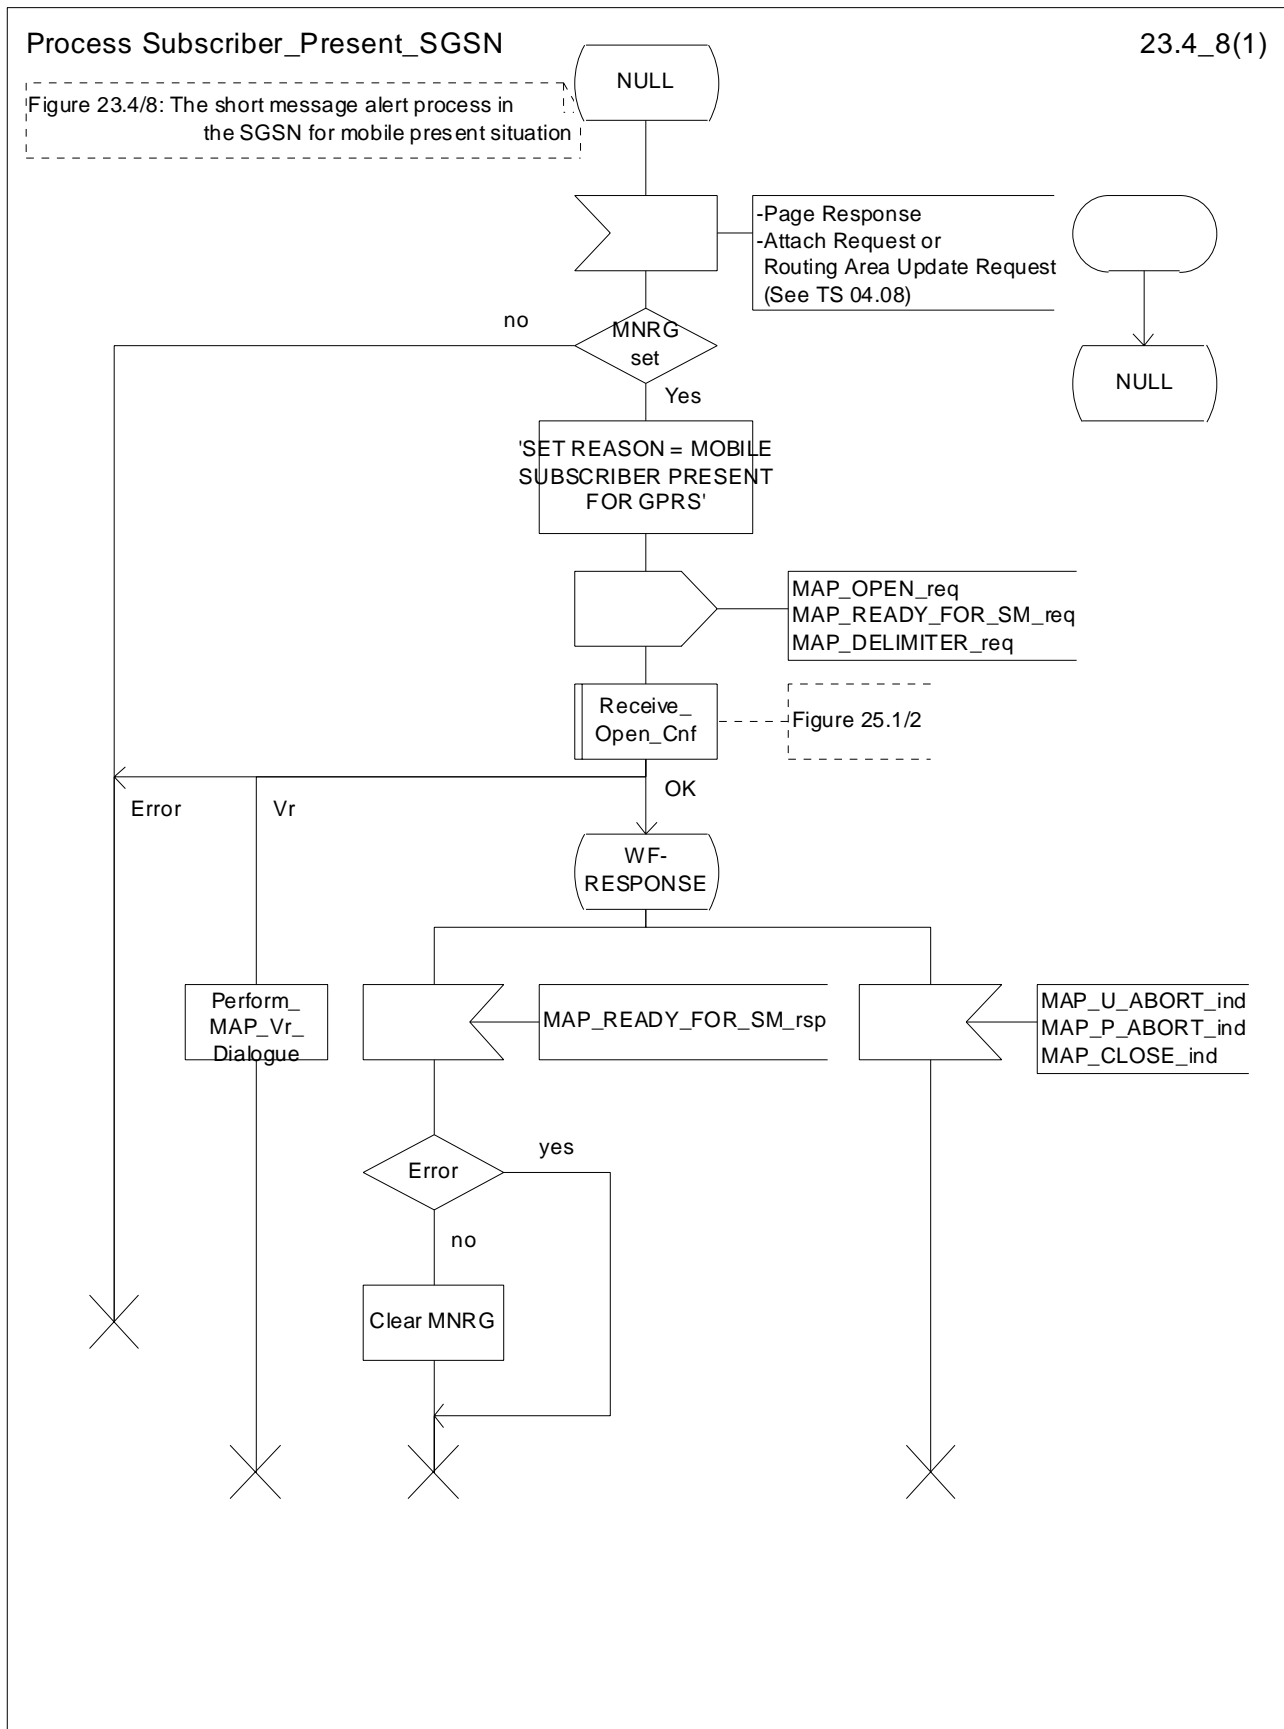 Process Subscriber_Present_SGSN
23.4_8(1)
Figure 23.4/8: The short message alert process in
the SGSN for mobile present situation
NULL
-Page Response
-Attach Request or
Routing Area Update Request
(See TS 04.08)
NULL
no
MNRG
set
Yes
'SET REASON = MOBILE
SUBSCRIBER PRESENT
FOR GPRS'
MAP_OPEN_req
MAP_READY_FOR_SM_req
MAP_DELIMITER_req
Receive_
Open_Cnf
Figure 25.1/2
Error
Vr
OK
WF-
RESPONSE
Perform_
MAP_Vr_
Dialogue
MAP_READY_FOR_SM_rsp
MAP_U_ABORT_ind
MAP_P_ABORT_ind
MAP_CLOSE_ind
Error
yes
no
Clear MNRG